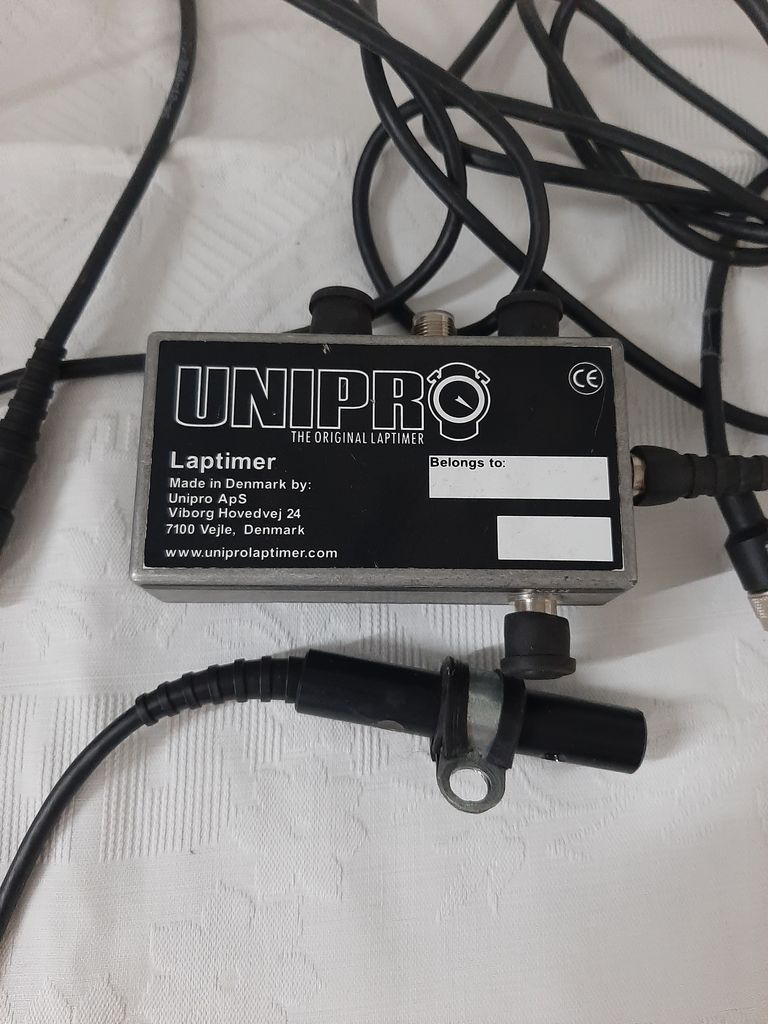 UNIPRO
CE
THE ORIGINAL LAPTIMER
Laptimer
Belongs to:
Made in Denmark by:
Unipro ApS
Viborg Hovedvej 24
7100 Vejle, Denmark
www.uniprolaptimer.com